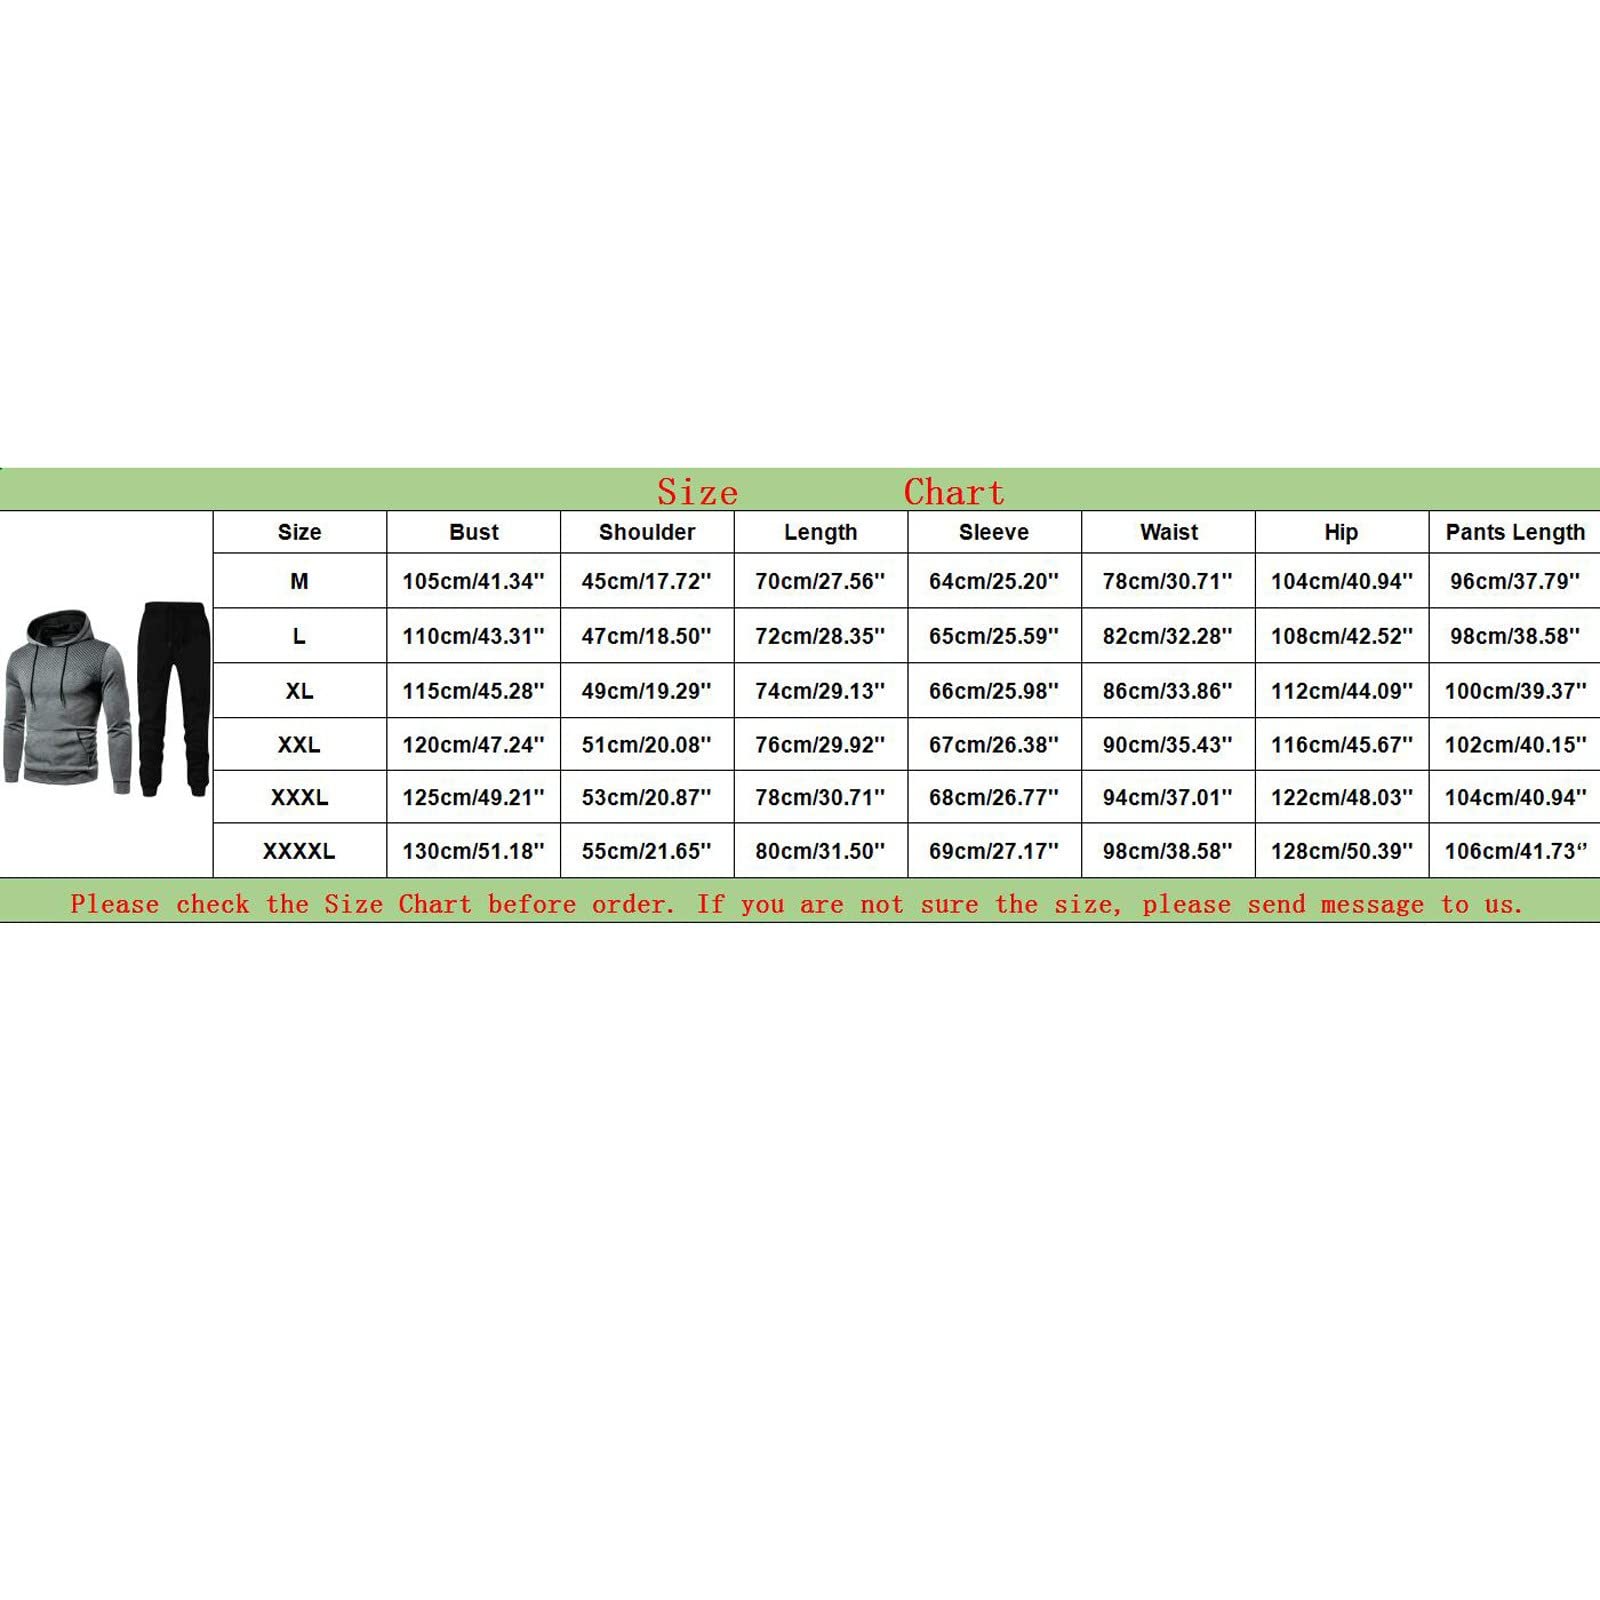 Size Chart
Size Bust Shoulder Length Sleeve Waist Hip Pants Length
M 105cm/41.34'' 45cm/17.72'' 70cm/27.56'' 64cm/25.20'' 78cm/30.71'' 104cm/40.94'' 96cm/37.79''
L 110cm/43.31'' 47cm/18.50'' 72cm/28.35'' 65cm/25.59'' 82cm/32.28'' 108cm/42.52'' 98cm/38.58''
XL 115cm/45.28'' 49cm/19.29'' 74cm/29.13'' 66cm/25.98'' 86cm/33.86'' 112cm/44.09'' 100cm/39.37''
XXL 120cm/47.24'' 51cm/20.08'' 76cm/29.92'' 67cm/26.38'' 90cm/35.43'' 116cm/45.67'' 102cm/40.15''
XXXL 125cm/49.21'' 53cm/20.87'' 78cm/30.71'' 68cm/26.77'' 94cm/37.01'' 122cm/48.03'' 104cm/40.94''
XXXXL 130cm/51.18'' 55cm/21.65'' 80cm/31.50'' 69cm/27.17'' 98cm/38.58'' 128cm/50.39'' 106cm/41.73‘’
Please check the Size Chart before order. If you are not sure the size, please send message to us.